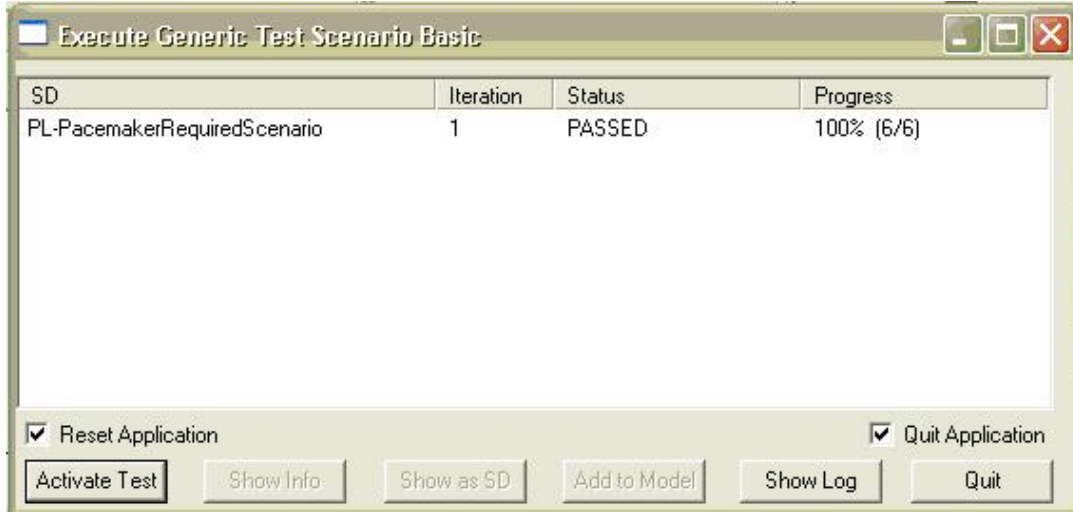 Execute Generic Test Scenario Basic
SD Iteration Status Progress
PL-PacemakerRequiredScenario 1 PASSED 100% (6/6)
Reset Application Quit Application
Activate Test Show Info Show as SD Add to Model Show Log Quit